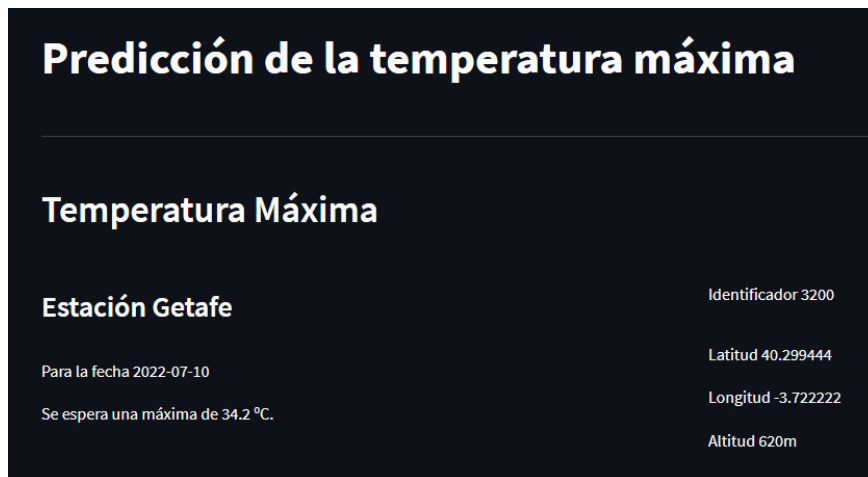 Predicción de la temperatura máxima
Temperatura Máxima
Estación Getafe
Para la fecha 2022-07-10
Se espera una máxima de 34.2 ºC.
Identificador 3200
Latitud 40.299444
Longitud -3.722222
Altitud 620m